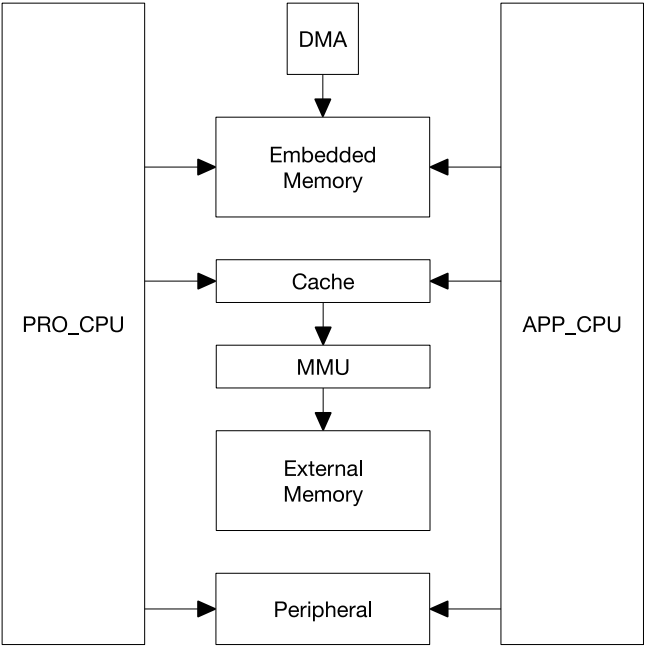 DMA
Embedded
Memory
Cache
PRO_CPU
APP_CPU
MMU
External
Memory
Peripheral